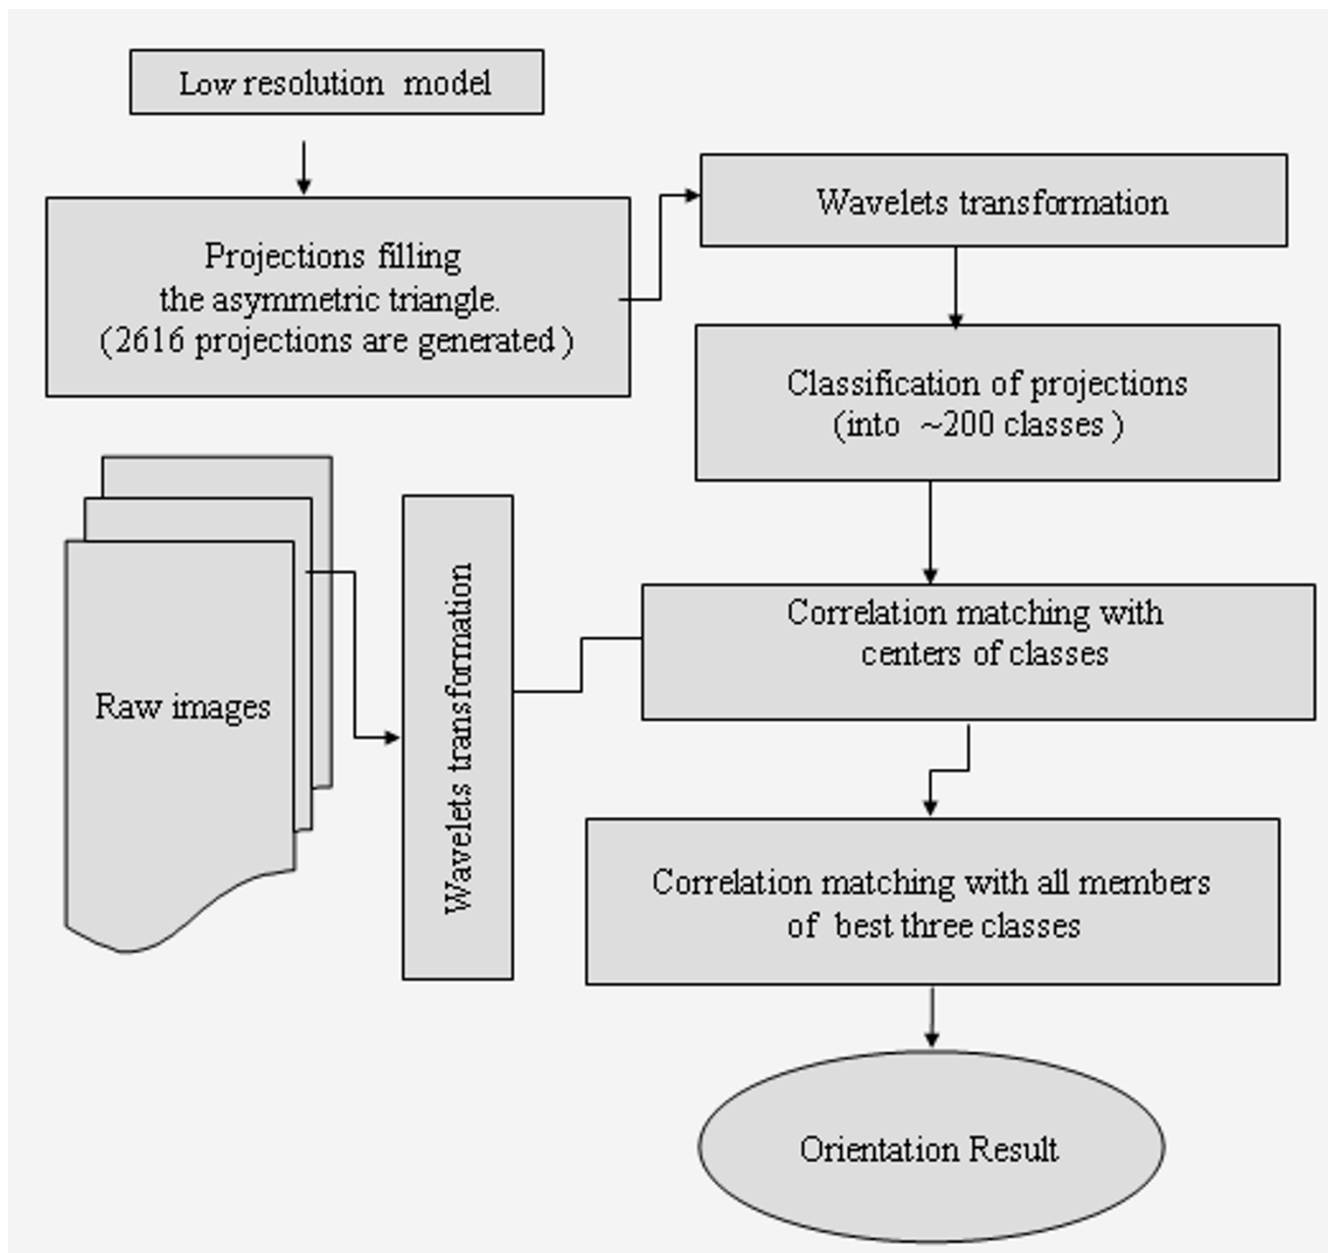 Low resolution model
Projections filling
the asymmetric triangle.
(2616 projections are generated)
Wavelets transformation
Classification of projections
(into ~200 classes)
Raw images
Wavelets transformation
Correlation matching with
centers of classes
Correlation matching with all members
of best three classes
Orientation Result